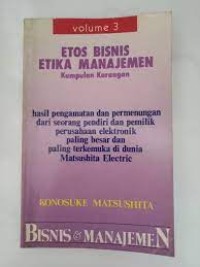 volume 3
ETOS BISNIS
ETIKA MANAJEMEN
Kumpulan Karangan
hasil pengamatan dan permenungan
dari seorang pendiri dan pemilik
perusahaan elektronik
paling besar dan
paling terkemuka di dunia
Matsushita Electric
KONOSUKE MATSUSHITA
BISNIS & MANAJEMEN